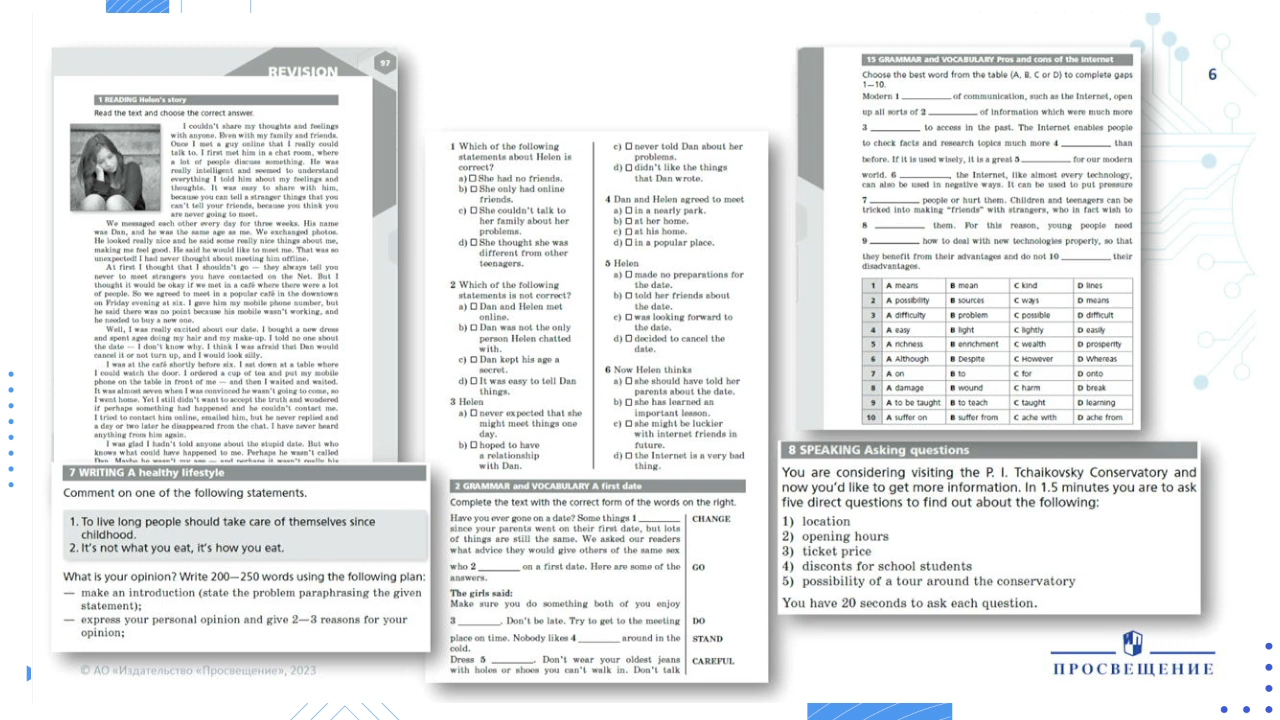 REVISION
97
1 READING Helen's story
Read the text and choose the correct answer.
I couldn't share my thoughts and feelings
with anyone. Even with my family and friends.
Once I met a guy online that I really could
talk to. I first met him in a chat room, where
a lot of people discuss something. He was
really intelligent and seemed to understand
everything I told him about my feelings and
thoughts. It was easy to share with him,
because you can tell a stranger things that you
can't tell your friends, because you think you
are never going to meet.
We messaged each other every day for three weeks. His name
was Dan, and he was the same age as me. We exchanged photos.
He looked really nice and he said some really nice things about me,
making me feel good. He said he would like to meet me. That was so
unexpected! I had never thought about meeting him offline.
At first I thought that I shouldn't go — they always tell you
never to meet strangers you have contacted on the Net. But I
thought it would be okay if we met in a café where there were a lot
of people. So we agreed to meet in a popular café in the downtown
on Friday evening at six. I gave him my mobile phone number, but
he said there was no point because his mobile wasn't working, and
he needed to buy a new one.
Well, I was really excited about our date. I bought a new dress
and spent ages doing my hair and my make-up. I told no one about
the date — I don't know why. I think I was afraid that Dan would
cancel it or not turn up, and I would look silly.
I was at the café shortly before six. I sat down at a table where
I could watch the door. I ordered a cup of tea and put my mobile
phone on the table in front of me — and then I waited and waited.
It was almost seven when I was convinced he wasn't going to come, so
I went home. Yet I still didn't want to accept the truth and wondered
if perhaps something had happened and he couldn't contact me.
I tried to contact him online, emailed him, but he never replied and
a day or two later he disappeared from the chat. I have never heard
anything from him again.
I was glad I hadn't told anyone about the stupid date. But who
knows what could have happened to me. Perhaps he wasn't called
Dan. Maybe he wasn't my age — and perhaps it wasn't really his
7 WRITING A healthy lifestyle
Comment on one of the following statements.
1. To live long people should take care of themselves since
childhood.
2. It's not what you eat, it's how you eat.
What is your opinion? Write 200—250 words using the following plan:
— make an introduction (state the problem paraphrasing the given
statement);
— express your personal opinion and give 2—3 reasons for your
opinion;
© АО «Издательство «Просвещение», 2023
1 Which of the following
statements about Helen is
correct?
a) She had no friends.
b) She only had online
friends.
c) She couldn't talk to
her family about her
problems.
d) She thought she was
different from other
teenagers.
2 Which of the following
statements is not correct?
a) Dan and Helen met
online.
b) Dan was not the only
person Helen chatted
with.
c) Dan kept his age a
secret.
d) It was easy to tell Dan
things.
3 Helen
a) never expected that she
might meet things one
day.
b) hoped to have
a relationship
with Dan.
c) never told Dan about her
problems.
d) didn't like the things
that Dan wrote.
4 Dan and Helen agreed to meet
a) in a nearly park.
b) at her home.
c) at his home.
d) in a popular place.
5 Helen
a) made no preparations for
the date.
b) told her friends about
the date.
c) was looking forward to
the date.
d) decided to cancel the
date.
6 Now Helen thinks
a) she should have told her
parents about the date.
b) she has learned an
important lesson.
c) she might be luckier
with internet friends in
future.
d) the Internet is a very bad
thing.
2 GRAMMAR and VOCABULARY A first date
Complete the text with the correct form of the words on the right.
Have you ever gone on a date? Some things 1 ________ CHANGE
since your parents went on their first date, but lots
of things are still the same. We asked our readers
what advice they would give others of the same sex
who 2 ________ on a first date. Here are some of the GO
answers.
The girls said:
Make sure you do something both of you enjoy
3 ________. Don't be late. Try to get to the meeting DO
place on time. Nobody likes 4 ________ around in the STAND
cold.
Dress 5 ________. Don't wear your oldest jeans CAREFUL
with holes or shoes you can't walk in. Don't talk
6
15 GRAMMAR and VOCABULARY Pros and cons of the Internet
Choose the best word from the table (A, B, C or D) to complete gaps
1—10.
Modern 1 ________ of communication, such as the Internet, open
up all sorts of 2 ________ of information which were much more
3 ________ to access in the past. The Internet enables people
to check facts and research topics much more 4 ________ than
before. If it is used wisely, it is a great 5 ________ for our modern
world. 6 ________, the Internet, like almost every technology,
can also be used in negative ways. It can be used to put pressure
7 ________ people or hurt them. Children and teenagers can be
tricked into making "friends" with strangers, who in fact wish to
8 ________ them. For this reason, young people need
9 ________ how to deal with new technologies property, so that
they benefit from their advantages and do not 10 ________ their
disadvantages.
1 A means B mean C kind D lines
2 A possibility B sources C ways D means
3 A difficulty B problem C possible D difficult
4 A easy B light C lightly D easily
5 A richness B enrichment C wealth D prosperity
6 A Although B Despite C However D Whereas
7 A on B to C for D onto
8 A damage B wound C harm D break
9 A to be taught B to teach C taught D learning
10 A suffer on B suffer from C ache with D ache from
8 SPEAKING Asking questions
You are considering visiting the P. I. Tchaikovsky Conservatory and
now you'd like to get more information. In 1.5 minutes you are to ask
five direct questions to find out about the following:
1) location
2) opening hours
3) ticket price
4) disconts for school students
5) possibility of a tour around the conservatory
You have 20 seconds to ask each question.
ПРОСВЕЩЕНИЕ